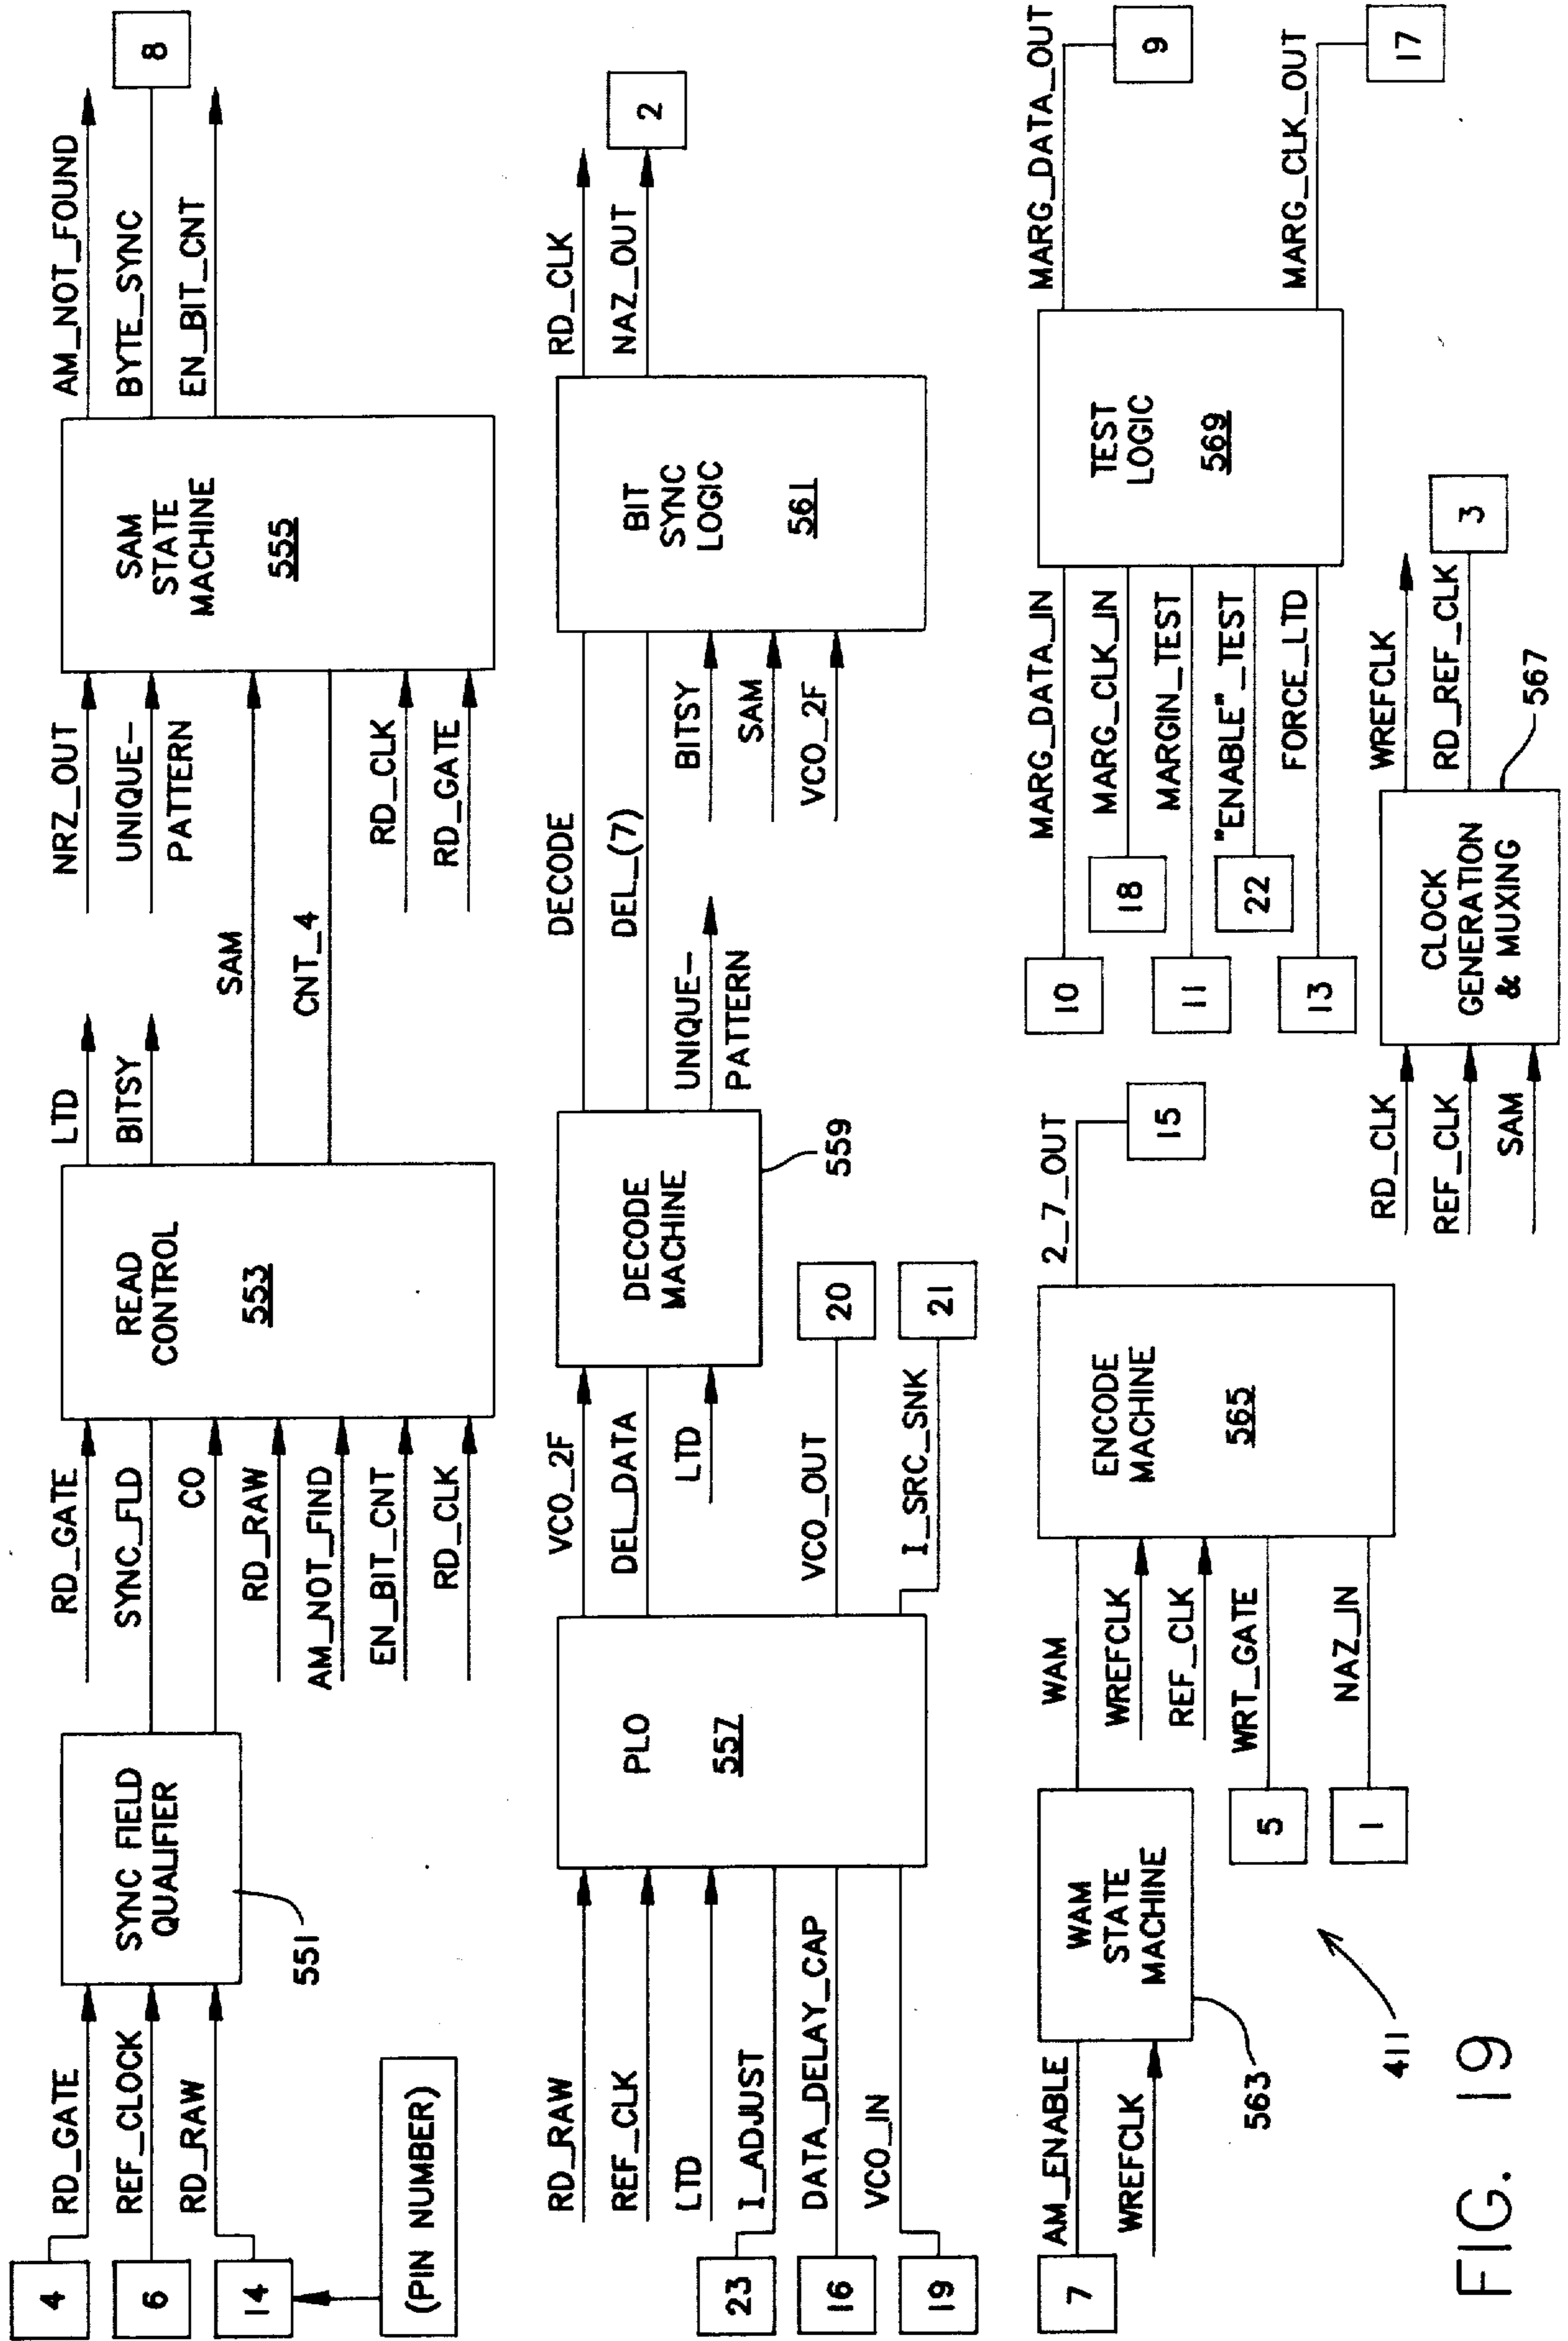 4
6
14
(PIN NUMBER)
RD_GATE
REF_CLOCK
RD_RAW
SYNC FIELD
QUALIFIER
551
RD_GATE
SYNC_FLD
CO
RD_RAW
AM_NOT_FIND
EN_BIT_CNT
RD_CLK
READ
CONTROL
553
LTD
BITSY
SAM
CNT_4
NRZ_OUT
UNIQUE-
PATTERN
RD_CLK
RD_GATE
SAM
STATE
MACHINE
555
AM_NOT_FOUND
BYTE_SYNC
EN_BIT_CNT
8
RD_RAW
REF_CLK
LTD
I_ADJUST
DATA_DELAY_CAP
VCO_IN
23
16
19
PLO
557
VCO_2F
DEL_DATA
LTD
VCO_OUT
I_SRC_SNK
20
21
DECODE
MACHINE
559
DECODE
DEL_(7)
UNIQUE-
PATTERN
BITSY
SAM
VCO_2F
BIT
SYNC
LOGIC
561
RD_CLK
NAZ_OUT
2
7
AM_ENABLE
WREFCLK
WAM
STATE
MACHINE
563
WAM
WREFCLK
REF_CLK
WRT_GATE
NAZ_IN
5
1
ENCODE
MACHINE
565
2_7_OUT
15
10
18
11
22
13
MARG_DATA_IN
MARG_CLK_IN
MARGIN_TEST
"ENABLE"_TEST
FORCE_LTD
TEST
LOGIC
569
MARG_DATA_OUT
9
MARG_CLK_OUT
17
RD_CLK
REF_CLK
SAM
CLOCK
GENERATION
& MUXING
567
WREFCLK
RD_REF_CLK
3
411
FIG. 19